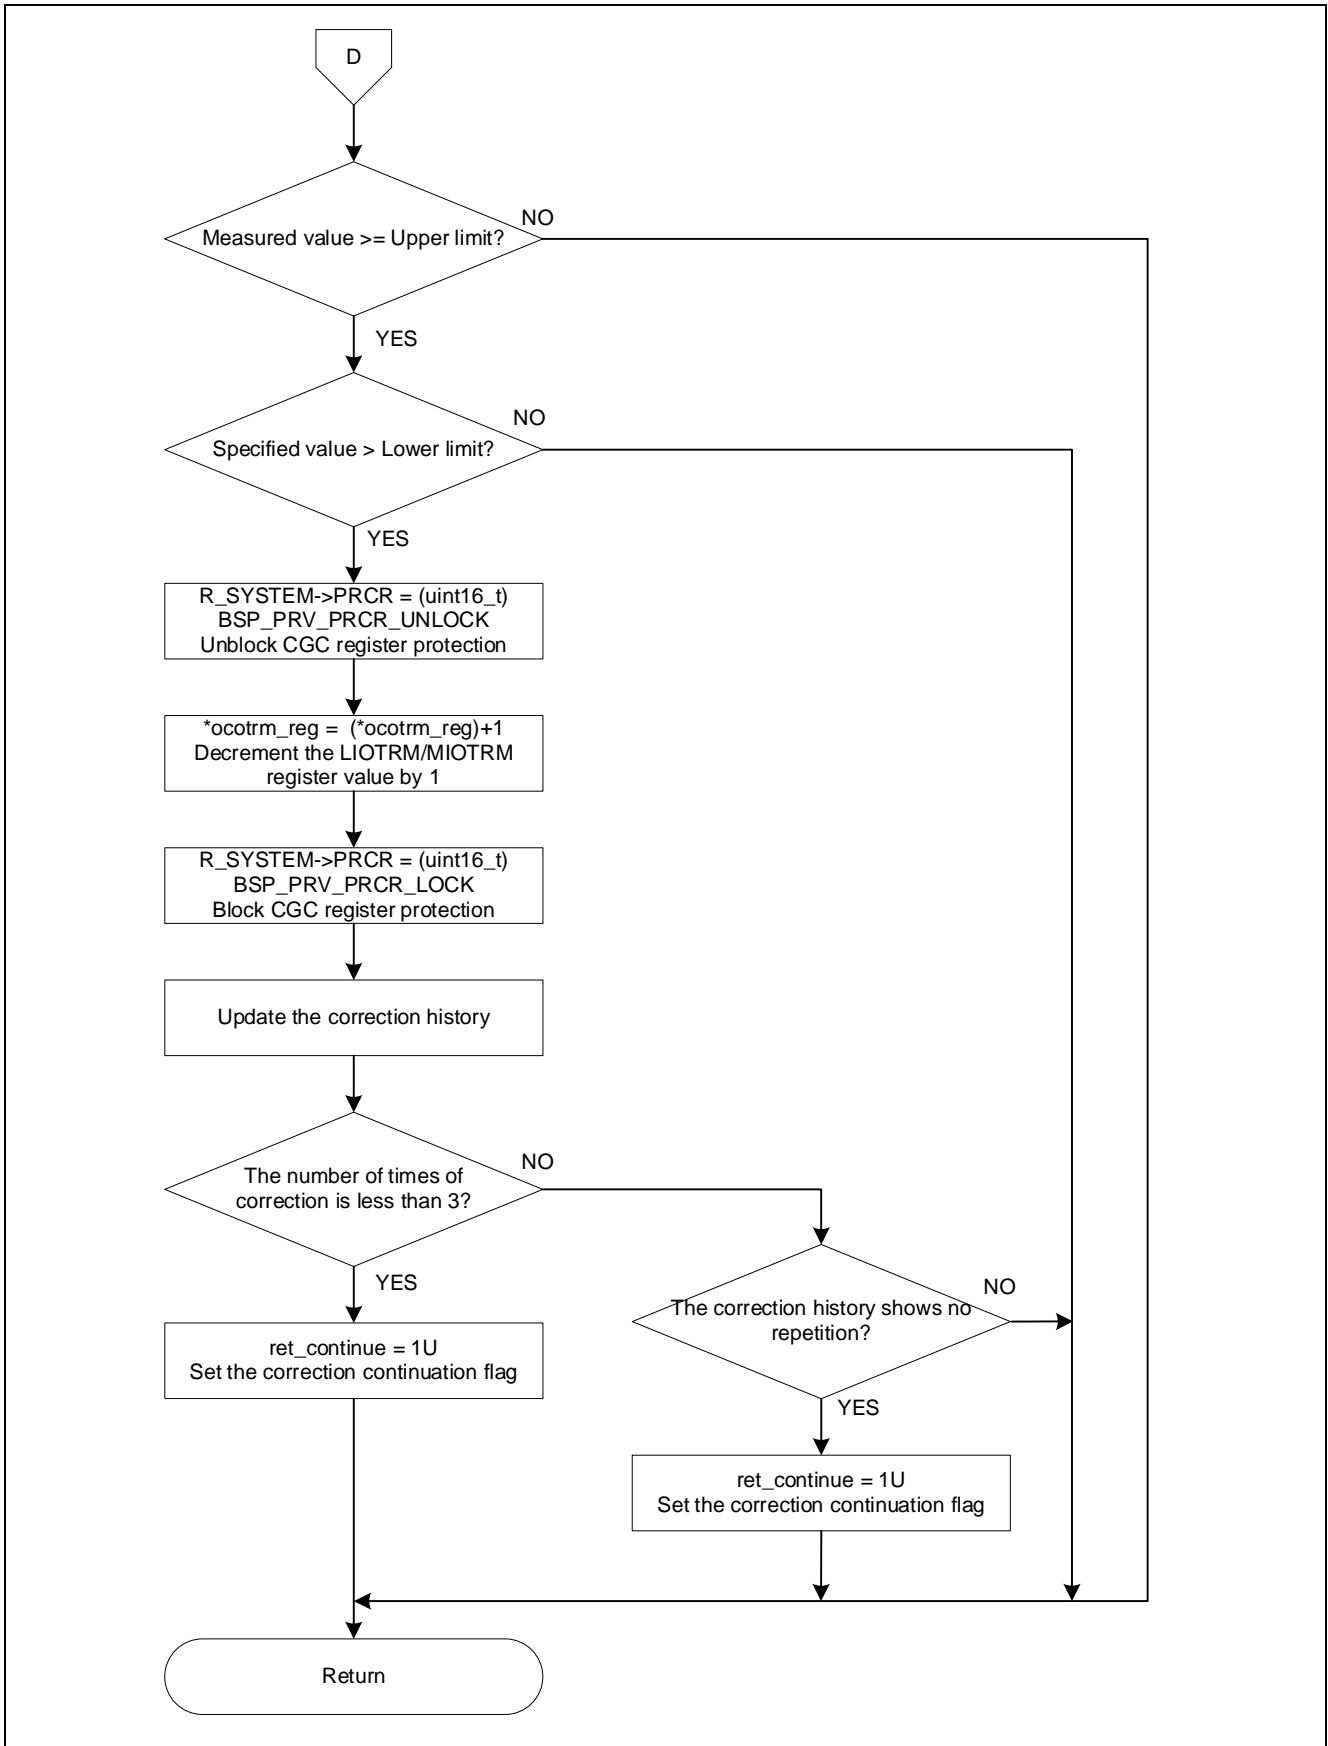 D
Measured value >= Upper limit?
NO
YES
Specified value > Lower limit?
NO
YES
R_SYSTEM->PRCR = (uint16_t)
BSP_PRV_PRCR_UNLOCK
Unblock CGC register protection
*ocotrm_reg =  (*ocotrm_reg)+1
Decrement the LIOTRM/MIOTRM
register value by 1
R_SYSTEM->PRCR = (uint16_t)
BSP_PRV_PRCR_LOCK
Block CGC register protection
Update the correction history
The number of times of
correction is less than 3?
NO
YES
ret_continue = 1U
Set the correction continuation flag
The correction history shows no
repetition?
NO
YES
ret_continue = 1U
Set the correction continuation flag
Return